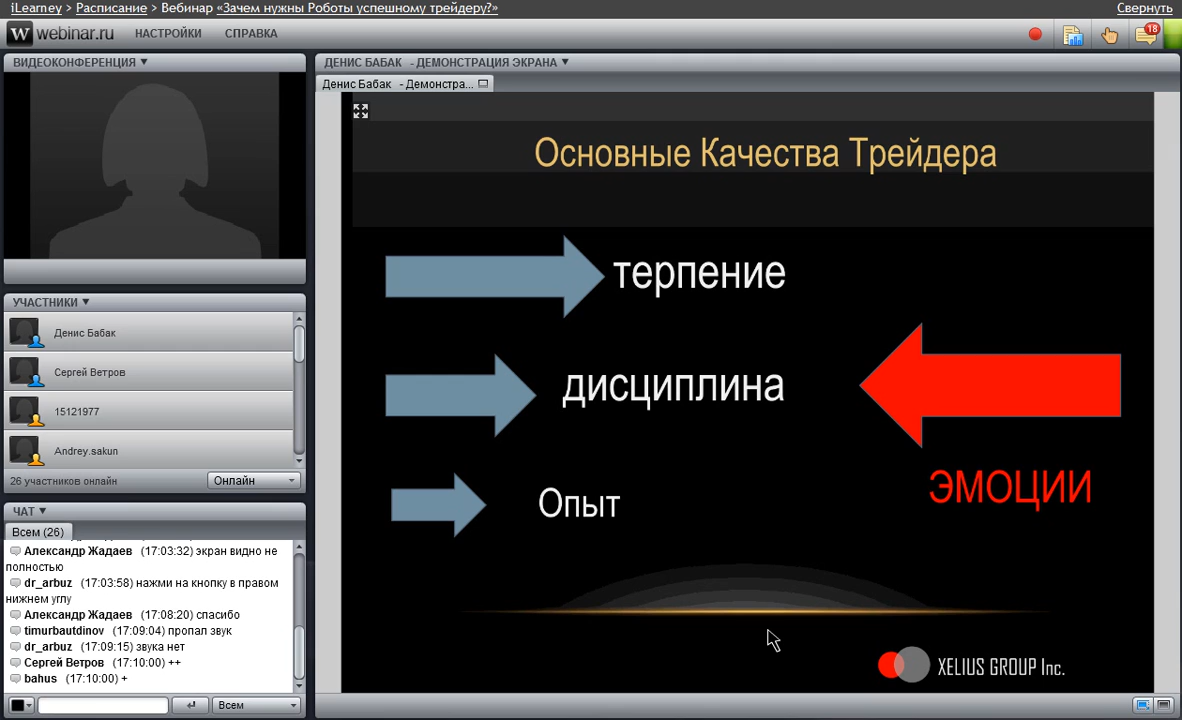 iLearney > Расписание > Вебинар «Зачем нужны Роботы успешному трейдеру?»
Свернуть
W webinar.ru НАСТРОЙКИ СПРАВКА
18
ВИДЕОКОНФЕРЕНЦИЯ
ДЕНИС БАБАК - ДЕМОНСТРАЦИЯ ЭКРАНА
Денис Бабак - Демонстра...
Основные Качества Трейдера
терпение
дисциплина
Опыт
ЭМОЦИИ
XELIUS GROUP Inc.
УЧАСТНИКИ
Денис Бабак
Сергей Ветров
15121977
Andrey.sakun
26 участников онлайн Онлайн
ЧАТ
Всем (26)
Александр Жадаев (17:03:32) экран видно не
полностью
dr_arbuz (17:03:58) нажми на кнопку в правом
нижнем углу
Александр Жадаев (17:08:20) спасибо
timurbautdinov (17:09:04) пропал звук
dr_arbuz (17:09:15) звука нет
Сергей Ветров (17:10:00) ++
bahus (17:10:00) +
Всем